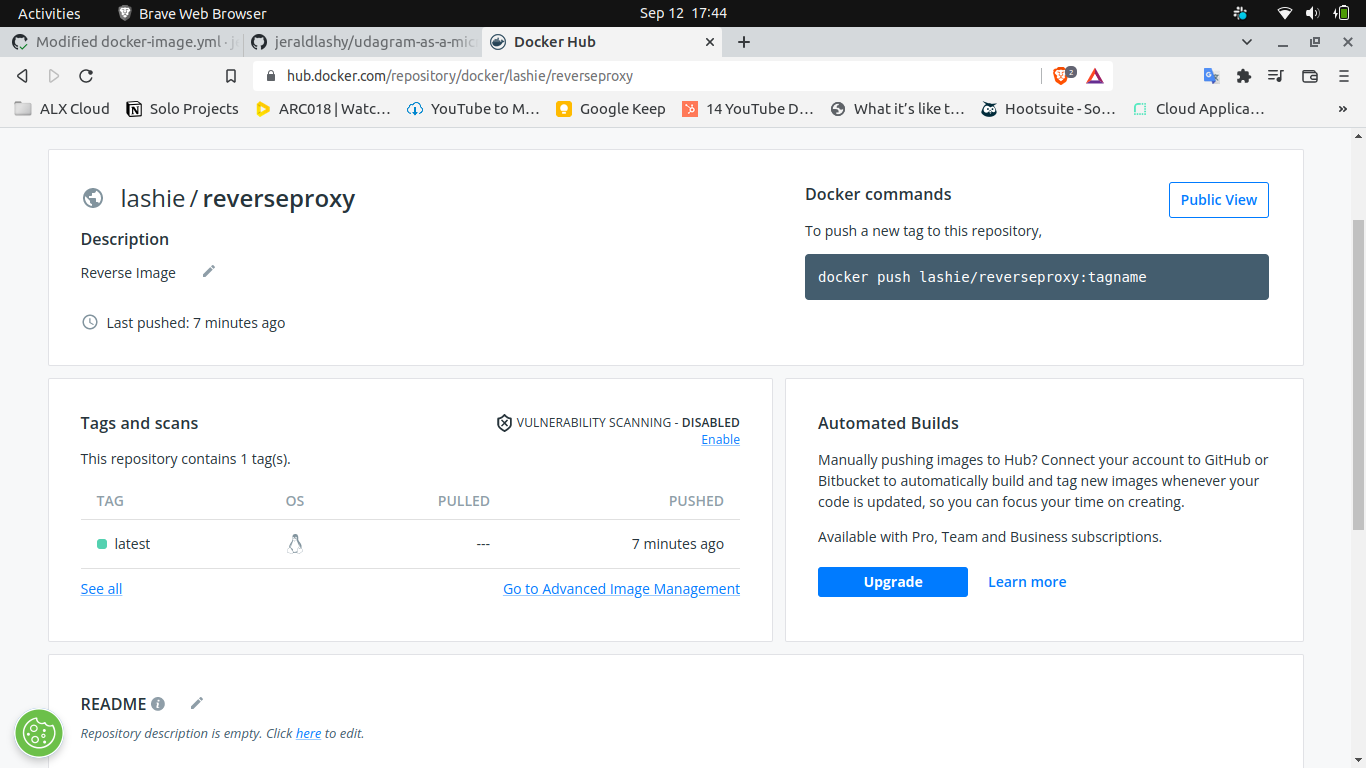 Activities
Brave Web Browser
Sep 12 17:44
Modified docker-image.yml · j
jeraldlashy/udagram-as-a-mic
Docker Hub
hub.docker.com/repository/docker/lashie/reverseproxy
2
ALX Cloud
Solo Projects
ARC018 | Watc…
YouTube to M…
Google Keep
14 YouTube D…
What it's like t…
Hootsuite - So…
Cloud Applica…
»
lashie / reverseproxy
Description
Reverse Image
Last pushed: 7 minutes ago
Docker commands
Public View
To push a new tag to this repository,
docker push lashie/reverseproxy:tagname
Tags and scans
VULNERABILITY SCANNING - DISABLED
Enable
This repository contains 1 tag(s).
TAG OS PULLED PUSHED
latest --- 7 minutes ago
See all
Go to Advanced Image Management
Automated Builds
Manually pushing images to Hub? Connect your account to GitHub or
Bitbucket to automatically build and tag new images whenever your
code is updated, so you can focus your time on creating.
Available with Pro, Team and Business subscriptions.
Upgrade
Learn more
README
Repository description is empty. Click here to edit.